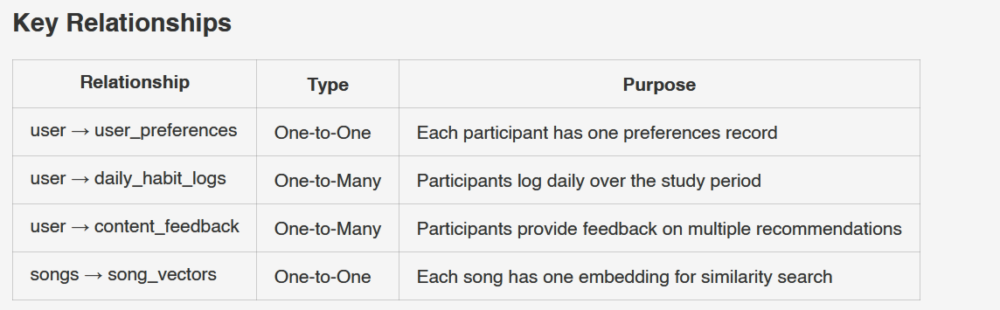 Key Relationships
Relationship Type Purpose
user → user_preferences One-to-One Each participant has one preferences record
user → daily_habit_logs One-to-Many Participants log daily over the study period
user → content_feedback One-to-Many Participants provide feedback on multiple recommendations
songs → song_vectors One-to-One Each song has one embedding for similarity search